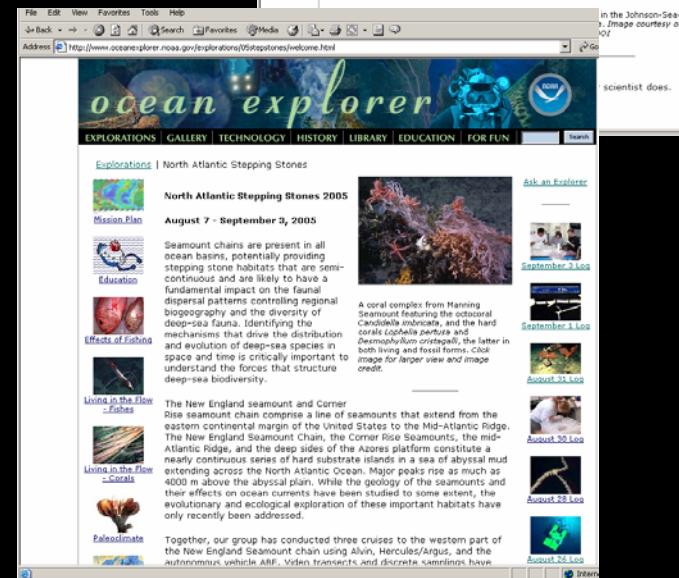 File Edit View Favorites Tools Help
in the Johnson-Sea-
. Image courtesy o
Back Search Favorites Media
Address http://www.oceanexplorer.noaa.gov/explorations/05stepstones/welcome.html Go
scientist does.
ocean explorer
NOAA
EXPLORATIONS GALLERY TECHNOLOGY HISTORY LIBRARY EDUCATION FOR FUN Search
Explorations | North Atlantic Stepping Stones
Mission Plan
Education
Effects of Fishing
Living in the Flow
- Fishes
Living in the Flow
- Corals
Paleoclimate
North Atlantic Stepping Stones 2005
August 7 - September 3, 2005
Seamount chains are present in all
ocean basins, potentially providing
stepping stone habitats that are semi-
continuous and are likely to have a
fundamental impact on the faunal
dispersal patterns controlling regional
biogeography and the diversity of
deep-sea fauna. Identifying the
mechanisms that drive the distribution
and evolution of deep-sea species in
space and time is critically important to
understand the forces that structure
deep-sea biodiversity.
A coral complex from Manning
Seamount featuring the octocoral
Candidella imbricata, and the hard
corals Lophelia pertusa and
Desmophyllum cristagalli, the latter in
both living and fossil forms. Click
image for larger view and image
credit.
The New England seamount and Corner
Rise seamount chain comprise a line of seamounts that extend from the
eastern continental margin of the United States to the Mid-Atlantic Ridge.
The New England Seamount Chain, the Corner Rise Seamounts, the mid-
Atlantic Ridge, and the deep sides of the Azores platform constitute a
nearly continuous series of hard substrate islands in a sea of abyssal mud
extending across the North Atlantic Ocean. Major peaks rise as much as
4000 m above the abyssal plain. While the geology of the seamounts and
their effects on ocean currents have been studied to some extent, the
evolutionary and ecological exploration of these important habitats have
only recently been addressed.
Together, our group has conducted three cruises to the western part of
the New England Seamount chain using Alvin, Hercules/Argus, and the
autonomous vehicle ABE. Video transects and discrete samplings have
Ask an Explorer
September 3 Log
September 1 Log
August 31 Log
August 30 Log
August 28 Log
August 26 Log
Intern